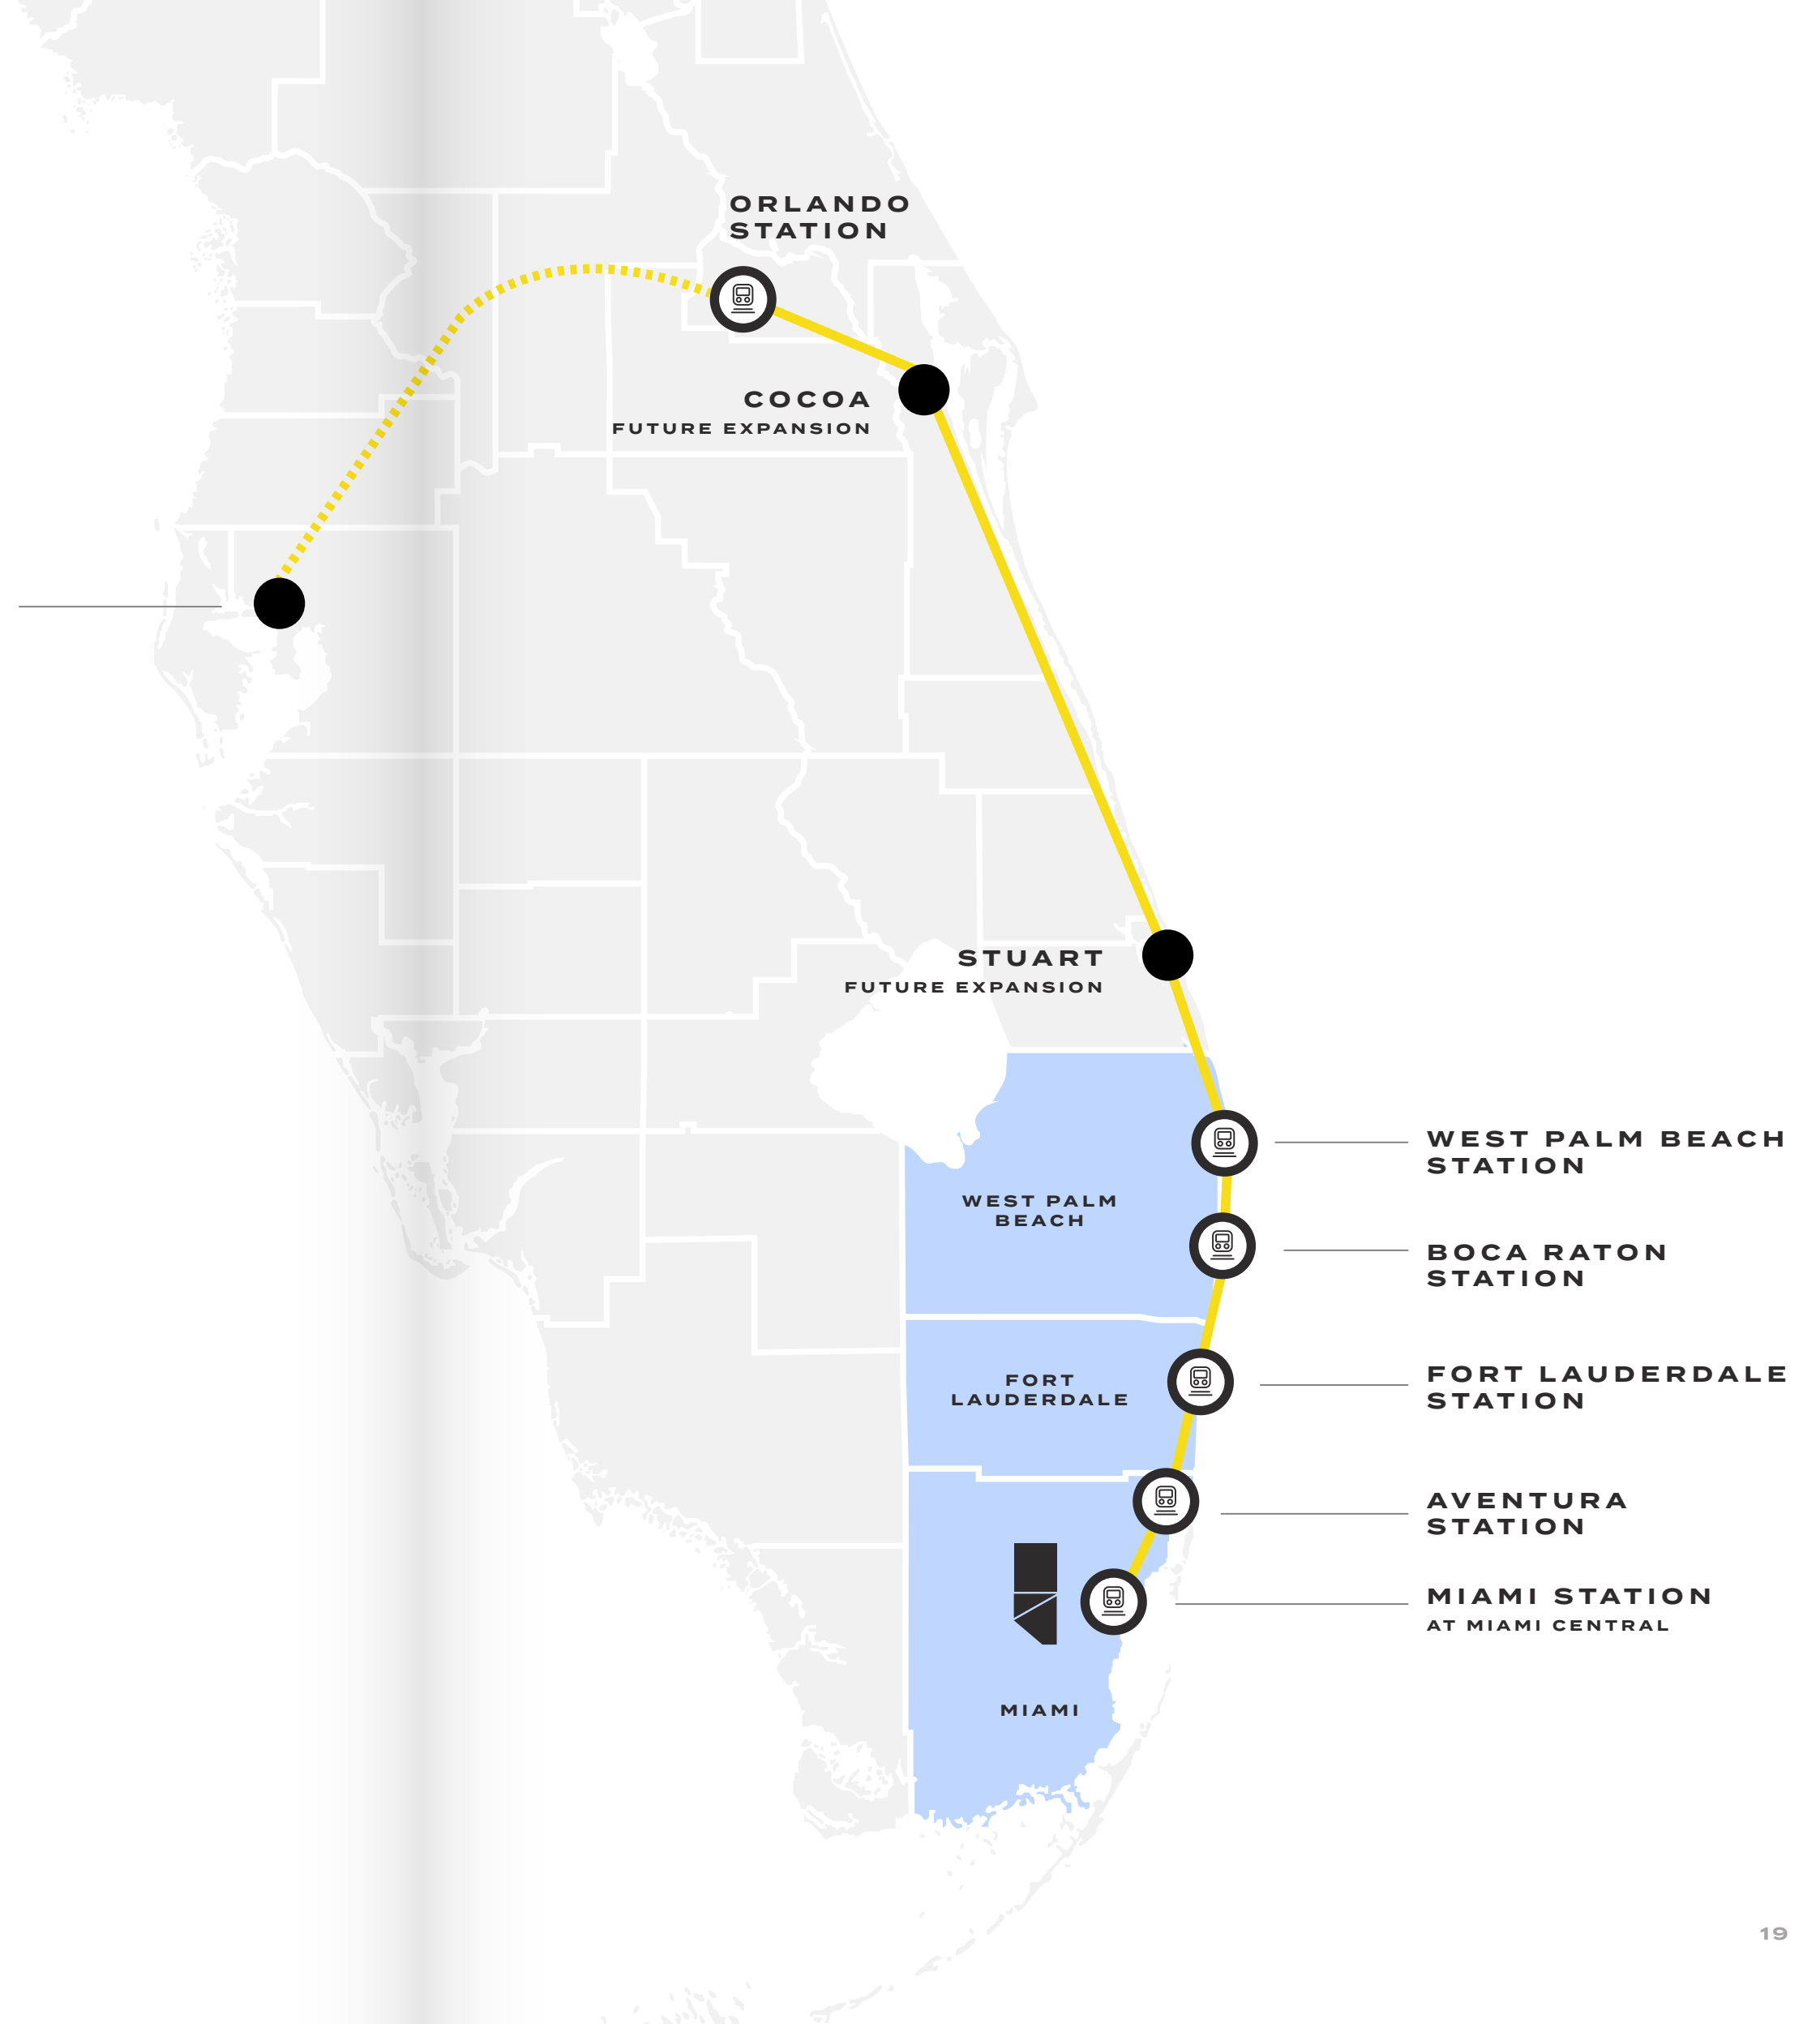 ORLANDO
STATION
COCOA
FUTURE EXPANSION
STUART
FUTURE EXPANSION
WEST PALM BEACH
STATION
WEST PALM
BEACH
BOCA RATON
STATION
FORT LAUDERDALE
STATION
FORT
LAUDERDALE
AVENTURA
STATION
MIAMI STATION
AT MIAMI CENTRAL
MIAMI
19